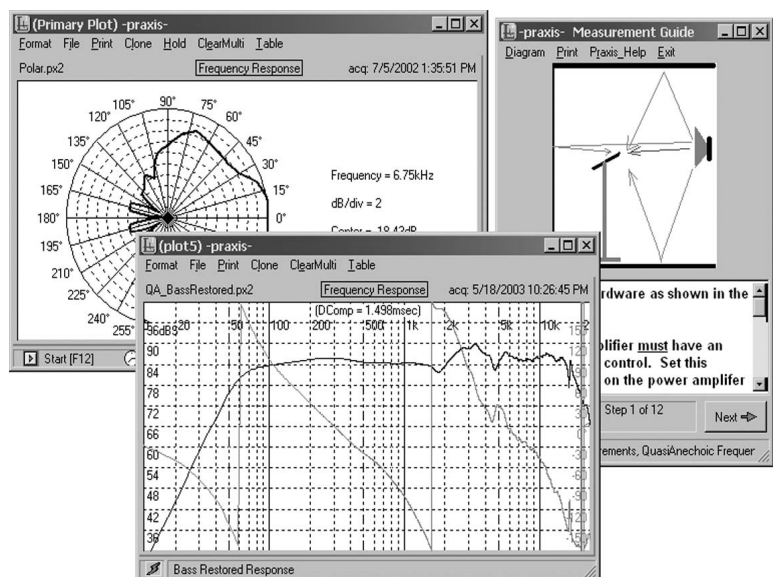 (Primary Plot) -praxis-
Format File Print Clone Hold ClearMulti Table
Polar.px2 Frequency Response acq: 7/5/2002 1:35:51 PM
105° 90° 75°
120° 60°
135° 45°
150° 30°
165° 15°
180° 0°
195°
210°
225°
240°
255°
Frequency = 6.75kHz
dB/div = 2
Start [F12]
-praxis- Measurement Guide
Diagram Print Praxis_Help Exit
rdware as shown in the
plifier must have an
control. Set this
on the power amplifer
Step 1 of 12
Next
rements, QuasiAnechoic Frequer
(plot5) -praxis-
Format File Print Clone ClearMulti Table
QA_BassRestored.px2 Frequency Response acq: 5/18/2003 10:26:45 PM
(DComp = 1.498msec)
20 50 100 200 500 1k 2k 5k 10k
96dBS
90
84
78
72
66
60
54
48
42
36
Bass Restored Response